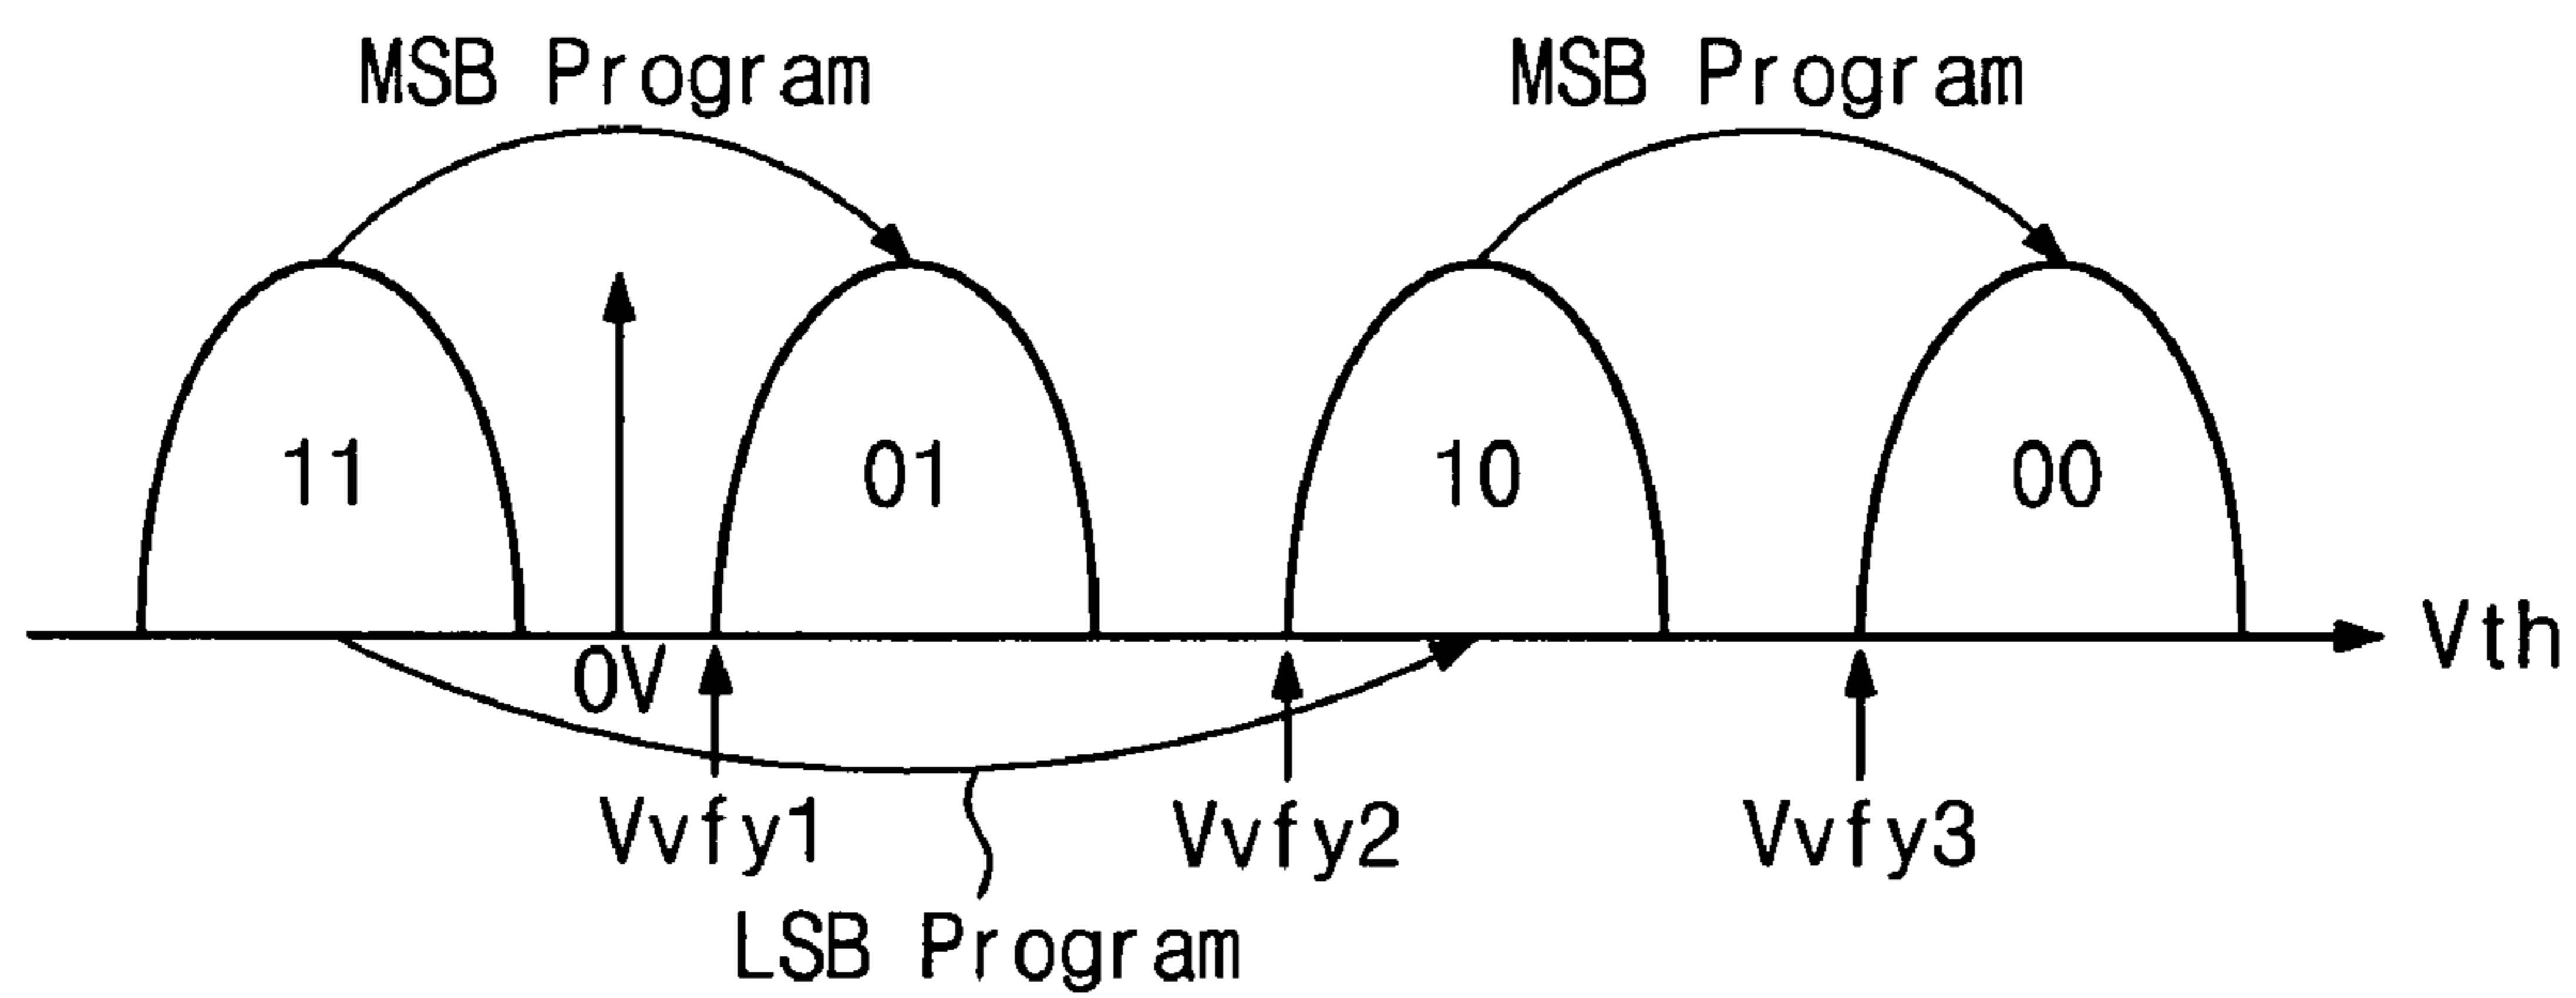 MSB Program
MSB Program
11
01
10
00
Vth
0V
Vvfy1
Vvfy2
Vvfy3
LSB Program